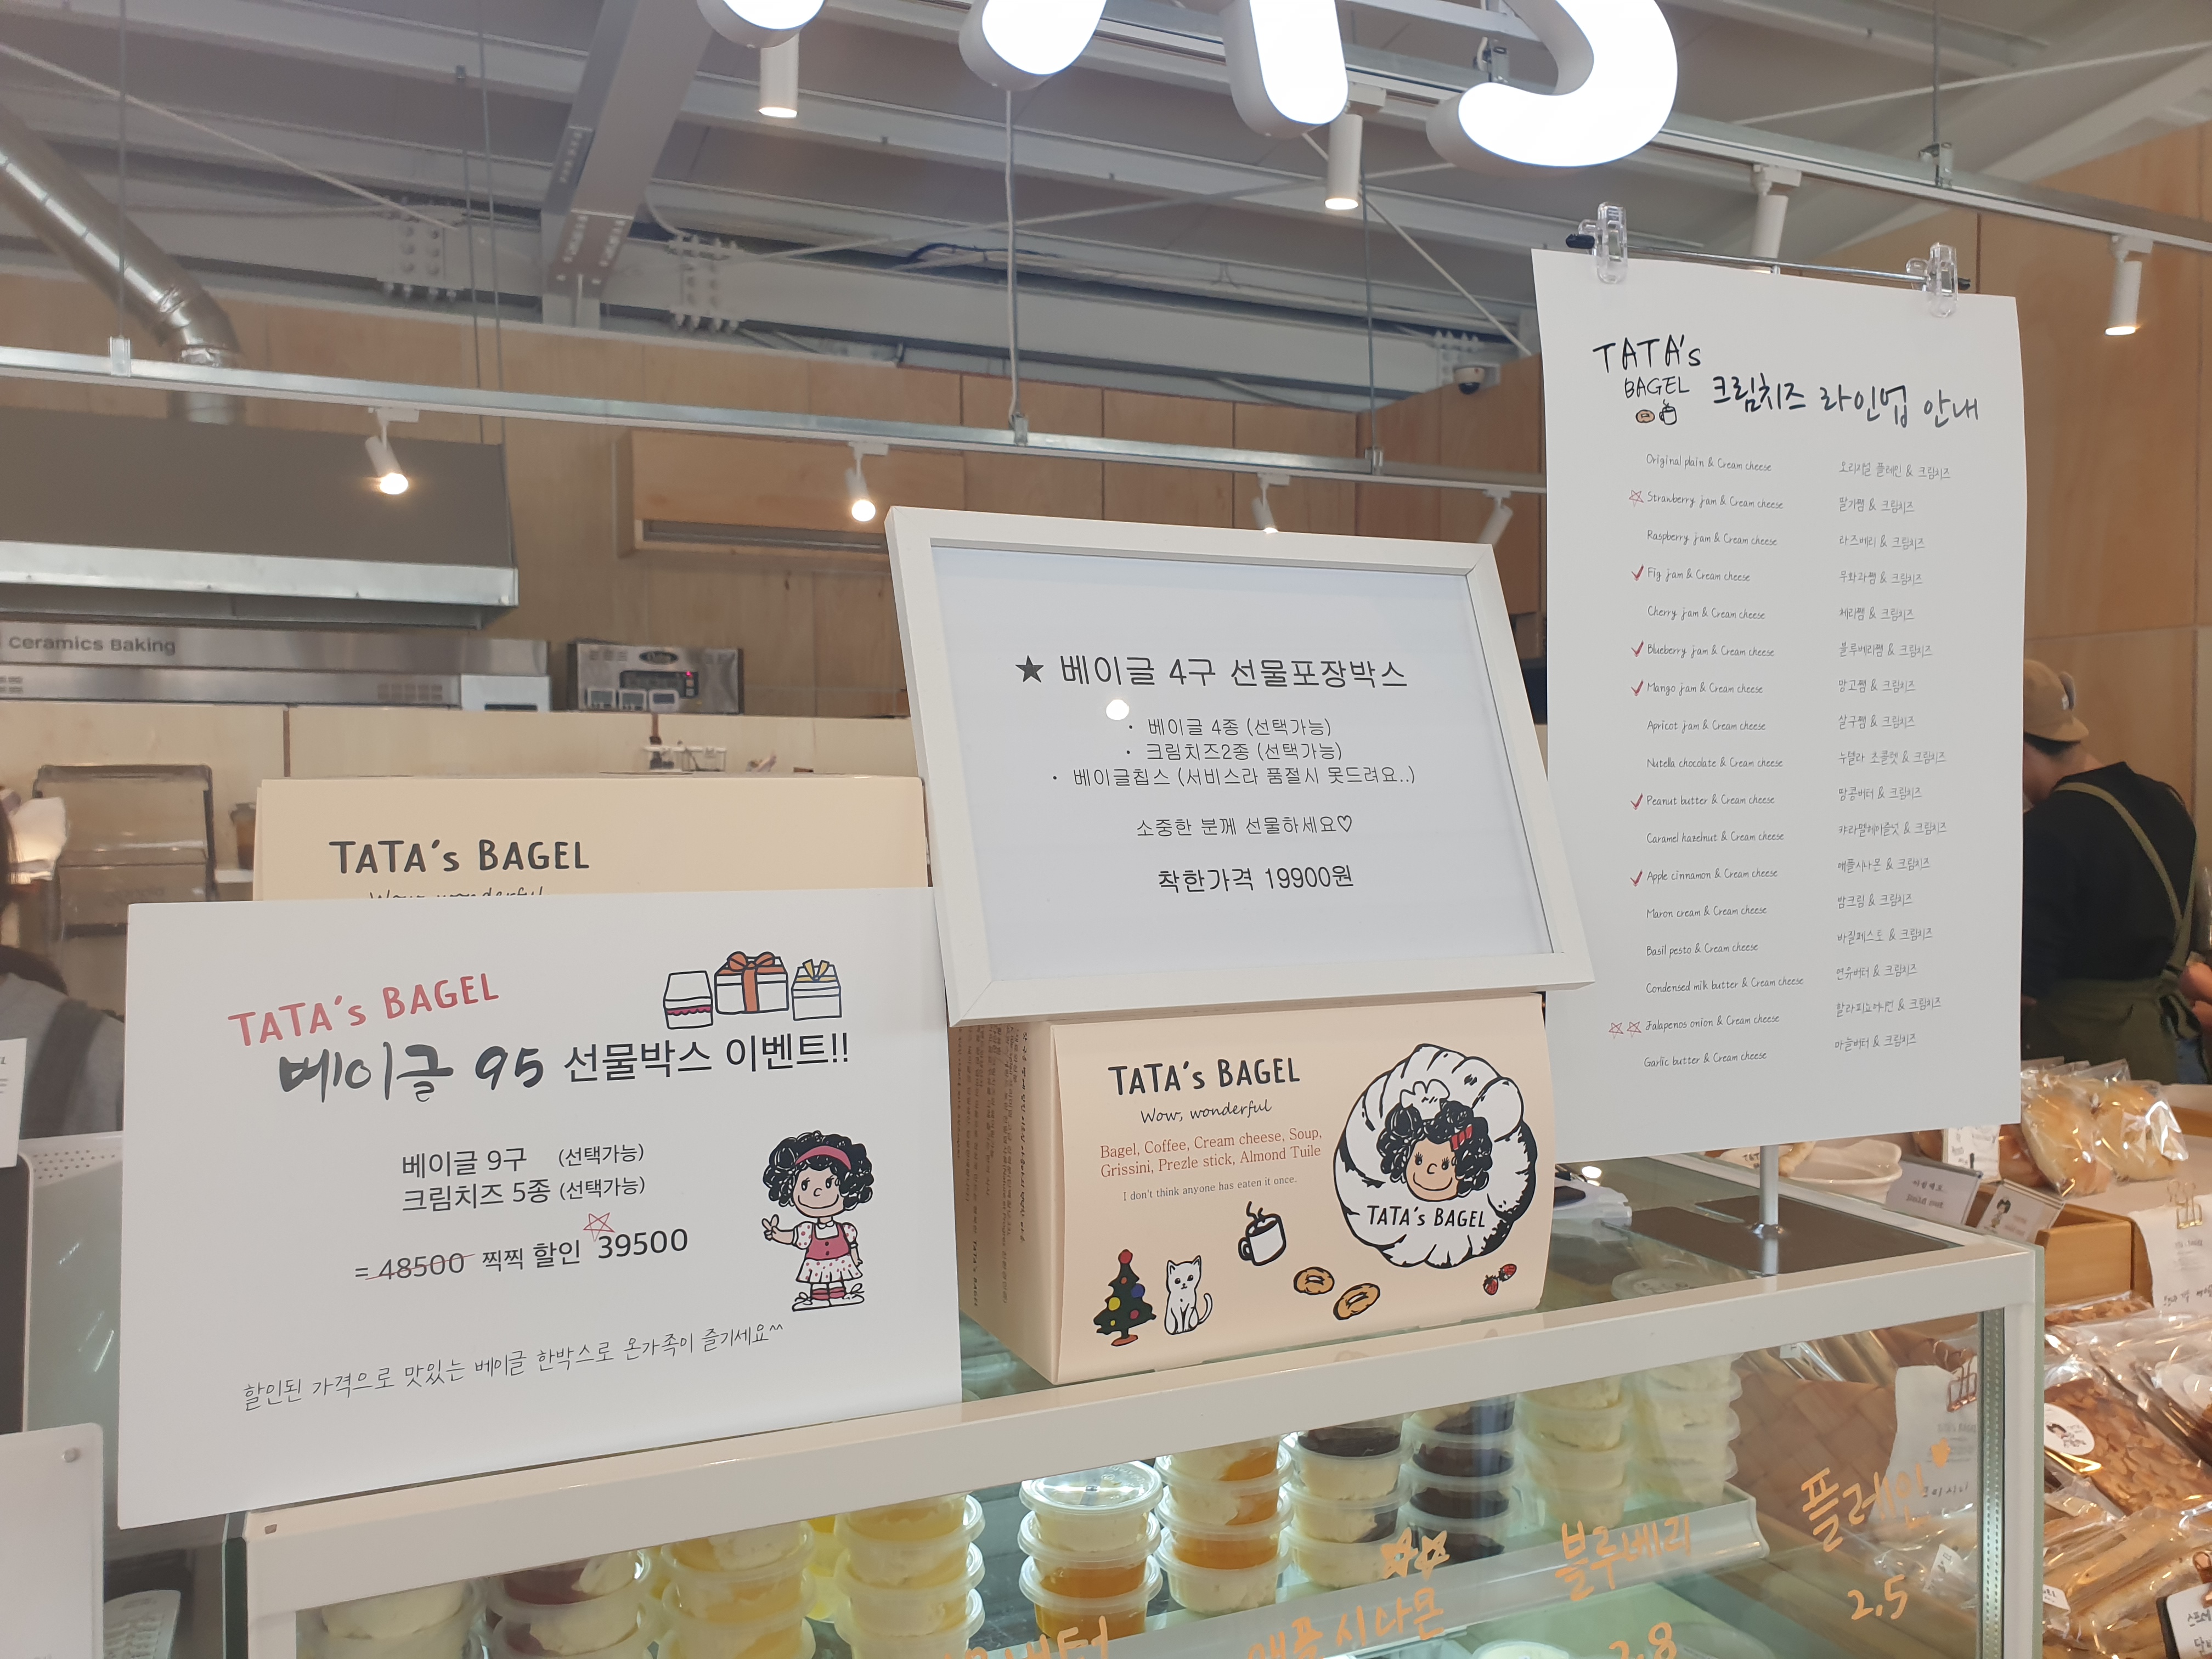 Ceramics Baking
TATA's BAGEL
Wow, wonderful
TATA's BAGEL
베이글 95 선물박스 이벤트!!
베이글 9구 (선택가능)
크림치즈 5종 (선택가능)
= 48500 찍찍 할인 39500
할인된 가격으로 맛있는 베이글 한박스로 온가족이 즐기세요^^
★ 베이글 4구 선물포장박스
· 베이글 4종 (선택가능)
· 크림치즈2종 (선택가능)
· 베이글칩스 (서비스라 품절시 못드려요..)
소중한 분께 선물하세요♡
착한가격 19900원
TATA's BAGEL
Wow, wonderful
Bagel, Coffee, Cream cheese, Soup,
Grissini, Prezle stick, Almond Tuile
I don't think anyone has eaten it once.
TATA's BAGEL
TATA's
BAGEL 크림치즈 라인업 안내
Original plain & Cream cheese 오리지널 플레인 & 크림치즈
Strawberry jam & Cream cheese 딸기쨈 & 크림치즈
Raspberry jam & Cream cheese 라즈베리 & 크림치즈
Fig jam & Cream cheese 무화과쨈 & 크림치즈
Cherry jam & Cream cheese 체리쨈 & 크림치즈
Blueberry jam & Cream cheese 블루베리쨈 & 크림치즈
Mango jam & Cream cheese 망고쨈 & 크림치즈
Apricot jam & Cream cheese 살구쨈 & 크림치즈
Nutella chocolate & Cream cheese 누텔라 초콜렛 & 크림치즈
Peanut butter & Cream cheese 땅콩버터 & 크림치즈
Caramel hazelnut & Cream cheese 캬라멜헤이즐넛 & 크림치즈
Apple cinnamon & Cream cheese 애플시나몬 & 크림치즈
Maron cream & Cream cheese 밤크림 & 크림치즈
Basil pesto & Cream cheese 바질페스토 & 크림치즈
Condensed milk butter & Cream cheese 연유버터 & 크림치즈
Jalapenos onion & Cream cheese 할라피뇨어니언 & 크림치즈
Garlic butter & Cream cheese 마늘버터 & 크림치즈
플레인
2.5
블루베리
2.8
애플 시나몬